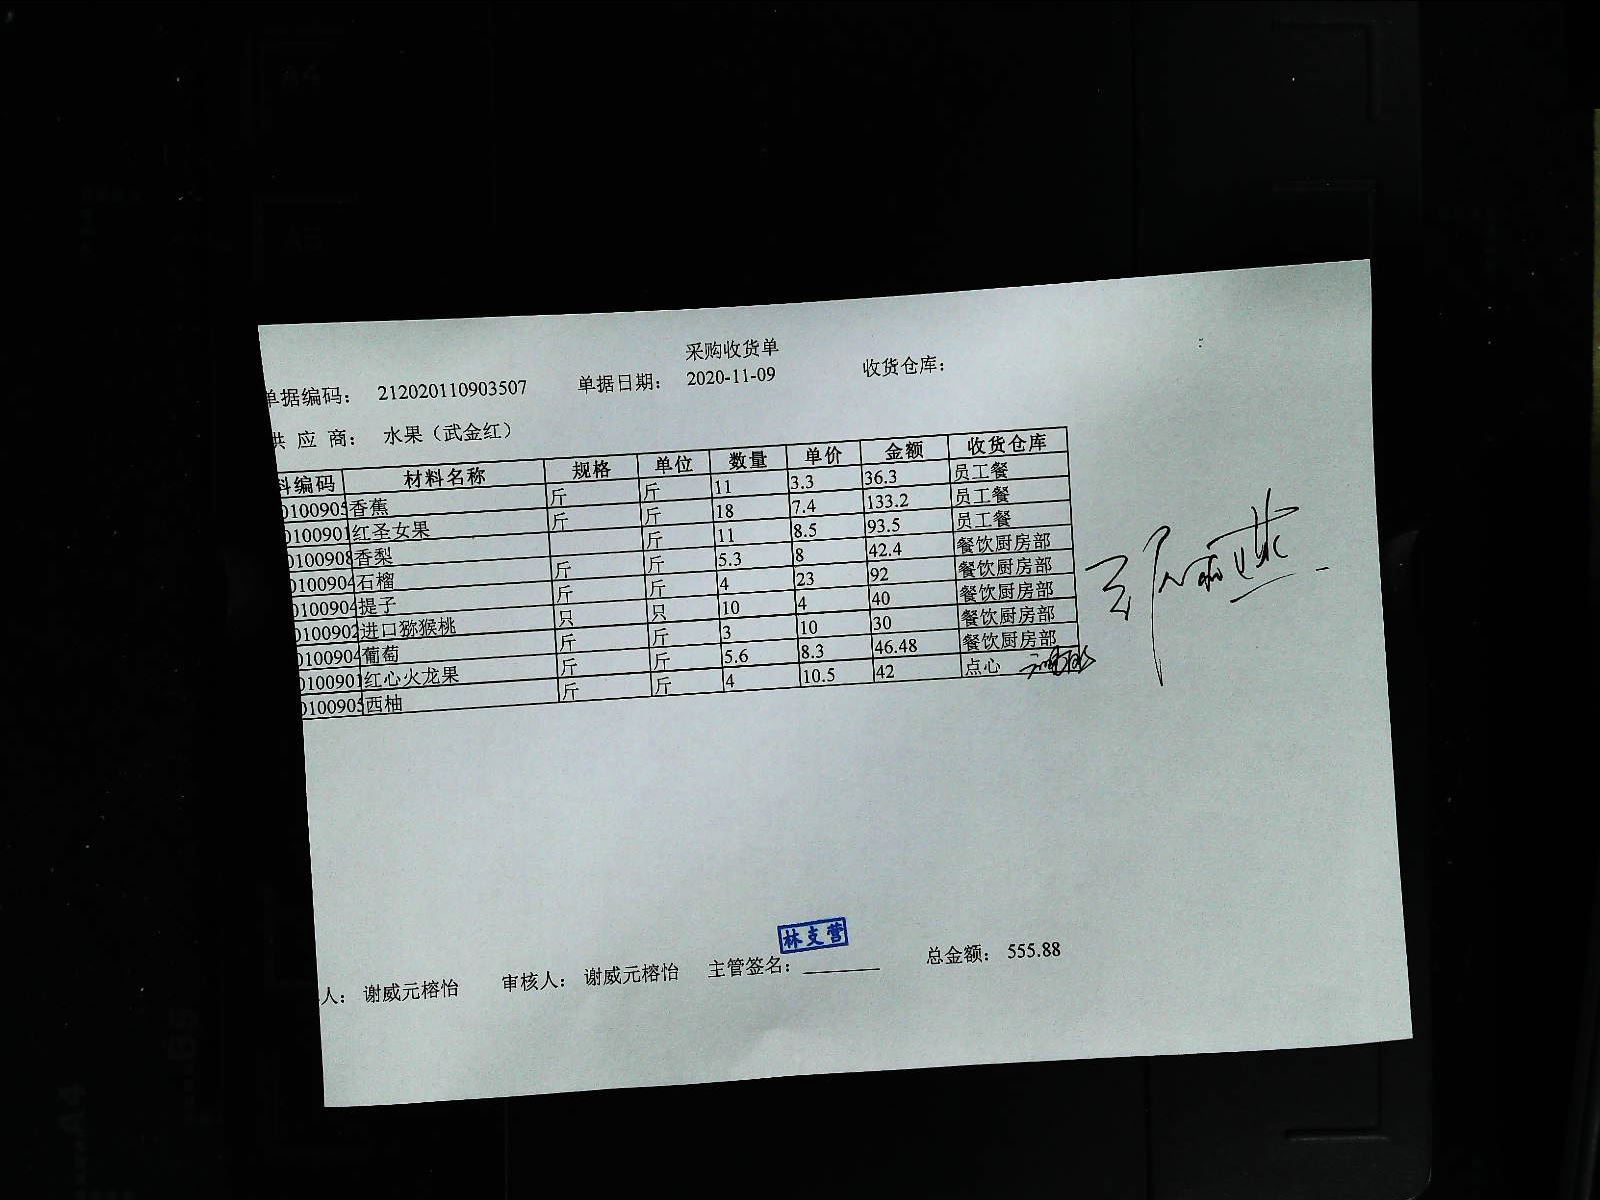 采购收货单
单据编码： 212020110903507 单据日期： 2020-11-09 收货仓库：
供 应 商： 水果（武金红）
料编码 材料名称 规格 单位 数量 单价 金额 收货仓库
0100905 香蕉 斤 斤 11 3.3 36.3 员工餐
0100901 红圣女果 斤 斤 18 7.4 133.2 员工餐
0100908 香梨 斤 11 8.5 93.5 员工餐
0100904 石榴 斤 斤 5.3 8 42.4 餐饮厨房部
0100904 提子 斤 斤 4 23 92 餐饮厨房部
0100902 进口猕猴桃 只 只 10 4 40 餐饮厨房部
0100904 葡萄 斤 斤 3 10 30 餐饮厨房部
0100901 红心火龙果 斤 斤 5.6 8.3 46.48 餐饮厨房部
0100905 西柚 斤 斤 4 10.5 42 点心
林支营
人： 谢威元榕怡 审核人： 谢威元榕怡 主管签名： 总金额： 555.88